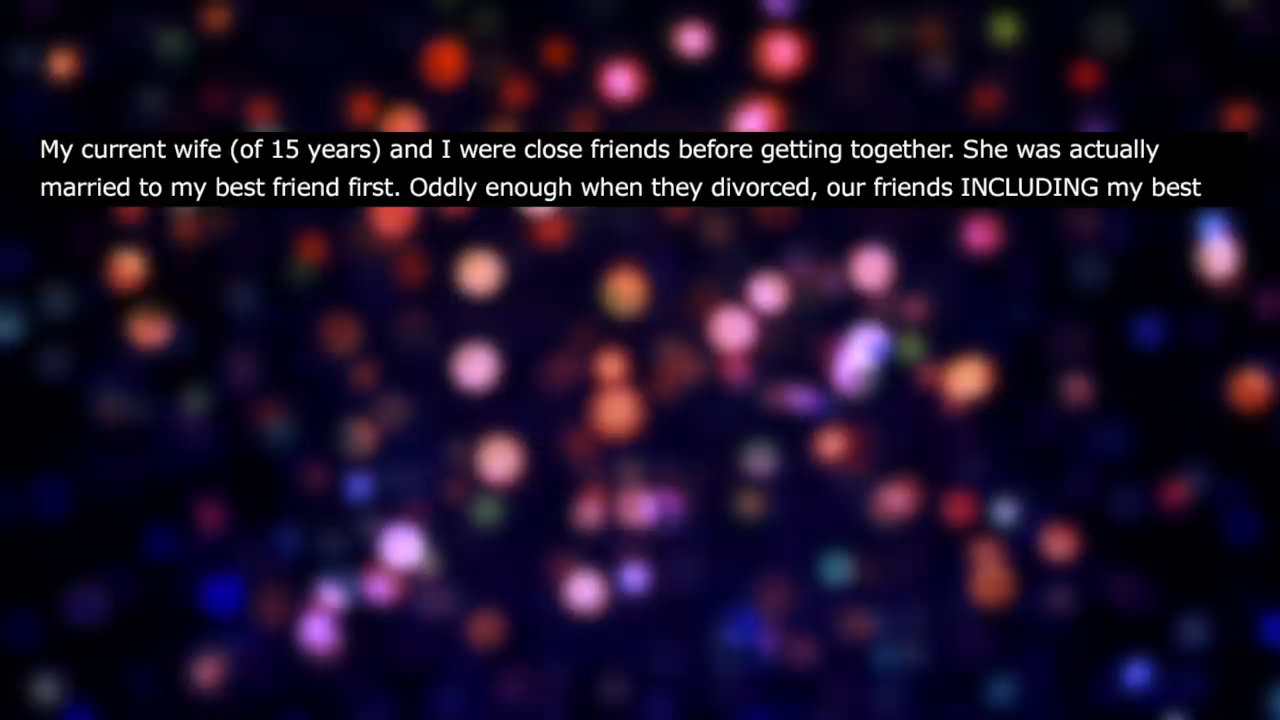 My current wife (of 15 years) and I were close friends before getting together. She was actually
married to my best friend first. Oddly enough when they divorced, our friends INCLUDING my best